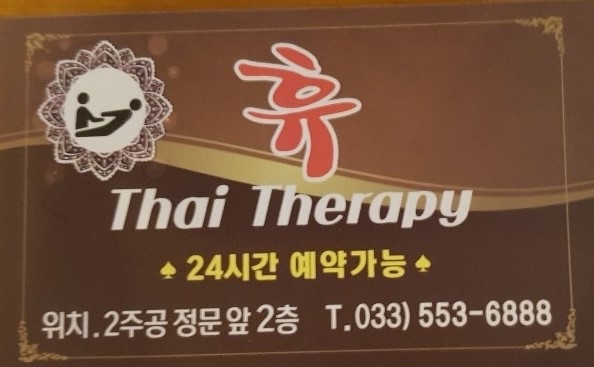 휴
Thai Therapy
♠ 24시간 예약가능 ♠
위치. 2주공 정문 앞 2층 T. 033) 553-6888